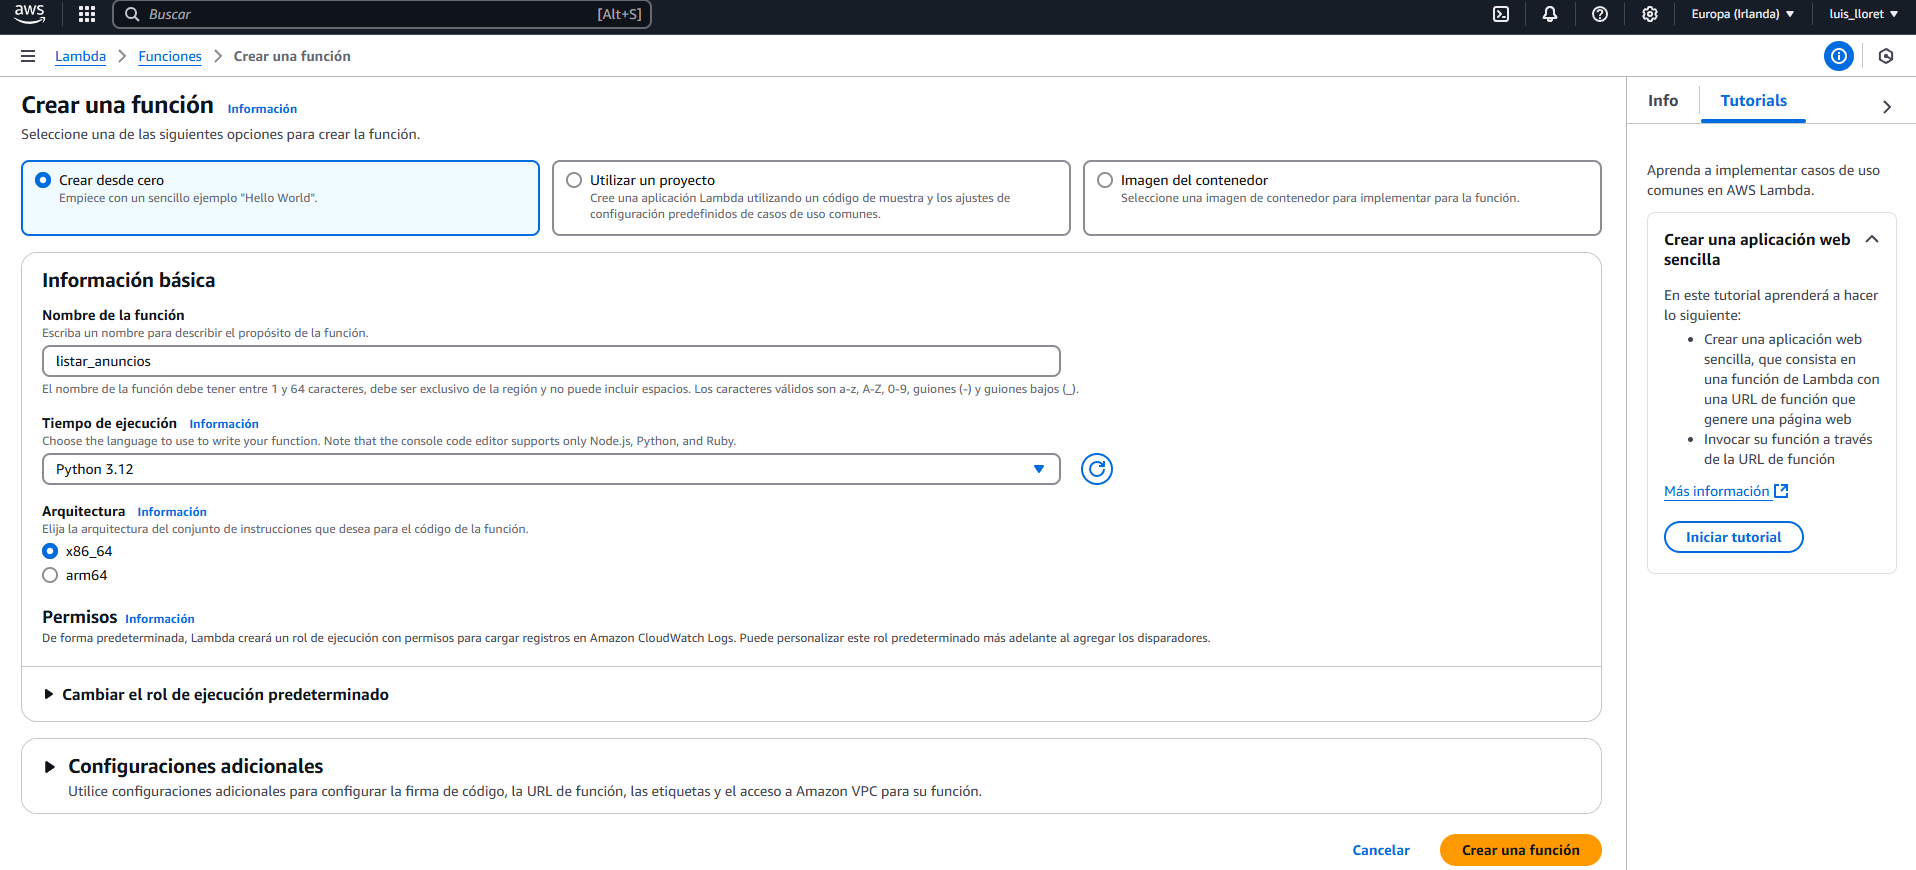 aws
Buscar [Alt+S]
Europa (Irlanda)
luis_lloret
Lambda
Funciones
Crear una función
Crear una función
Información
Seleccione una de las siguientes opciones para crear la función.
Crear desde cero
Empiece con un sencillo ejemplo "Hello World".
Utilizar un proyecto
Cree una aplicación Lambda utilizando un código de muestra y los ajustes de
configuración predefinidos de casos de uso comunes.
Imagen del contenedor
Seleccione una imagen de contenedor para implementar para la función.
Información básica
Nombre de la función
Escriba un nombre para describir el propósito de la función.
listar_anuncios
El nombre de la función debe tener entre 1 y 64 caracteres, debe ser exclusivo de la región y no puede incluir espacios. Los caracteres válidos son a-z, A-Z, 0-9, guiones (-) y guiones bajos (_).
Tiempo de ejecución
Información
Choose the language to use to write your function. Note that the console code editor supports only Node.js, Python, and Ruby.
Python 3.12
Arquitectura
Información
Elija la arquitectura del conjunto de instrucciones que desea para el código de la función.
x86_64
arm64
Permisos
Información
De forma predeterminada, Lambda creará un rol de ejecución con permisos para cargar registros en Amazon CloudWatch Logs. Puede personalizar este rol predeterminado más adelante al agregar los disparadores.
Cambiar el rol de ejecución predeterminado
Configuraciones adicionales
Utilice configuraciones adicionales para configurar la firma de código, la URL de función, las etiquetas y el acceso a Amazon VPC para su función.
Cancelar
Crear una función
Info
Tutorials
Aprenda a implementar casos de uso
comunes en AWS Lambda.
Crear una aplicación web
sencilla
En este tutorial aprenderá a hacer
lo siguiente:
• Crear una aplicación web
sencilla, que consista en
una función de Lambda con
una URL de función que
genere una página web
• Invocar su función a través
de la URL de función
Más información
Iniciar tutorial